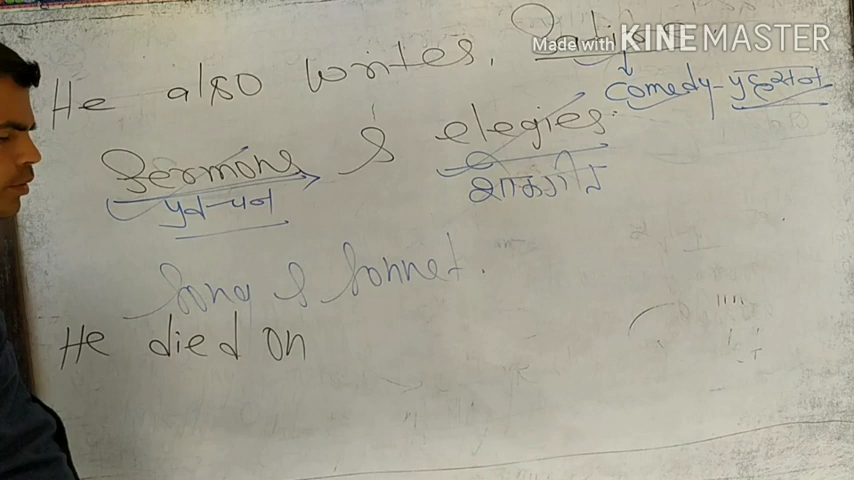 He also writes,
Made with KINEMASTER
Comedy-प्रहसन
Sermons & elegies.
प्रवचन शोकगीत
Song & Sonnet.
He died on